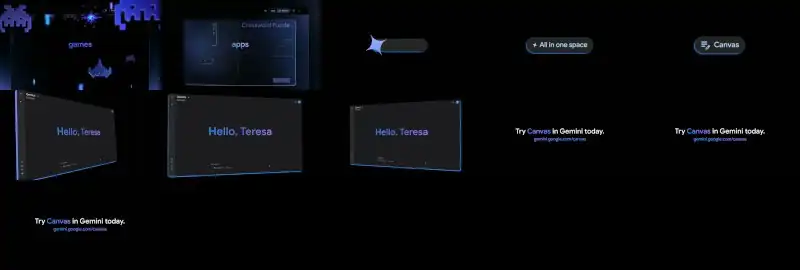 games
Crossword Puzzle
apps
All in one space
Canvas
Hello, Teresa
Hello, Teresa
Hello, Teresa
Try Canvas in Gemini today.
gemini.google.com/canvas
Try Canvas in Gemini today.
gemini.google.com/canvas
Try Canvas in Gemini today.
gemini.google.com/canvas